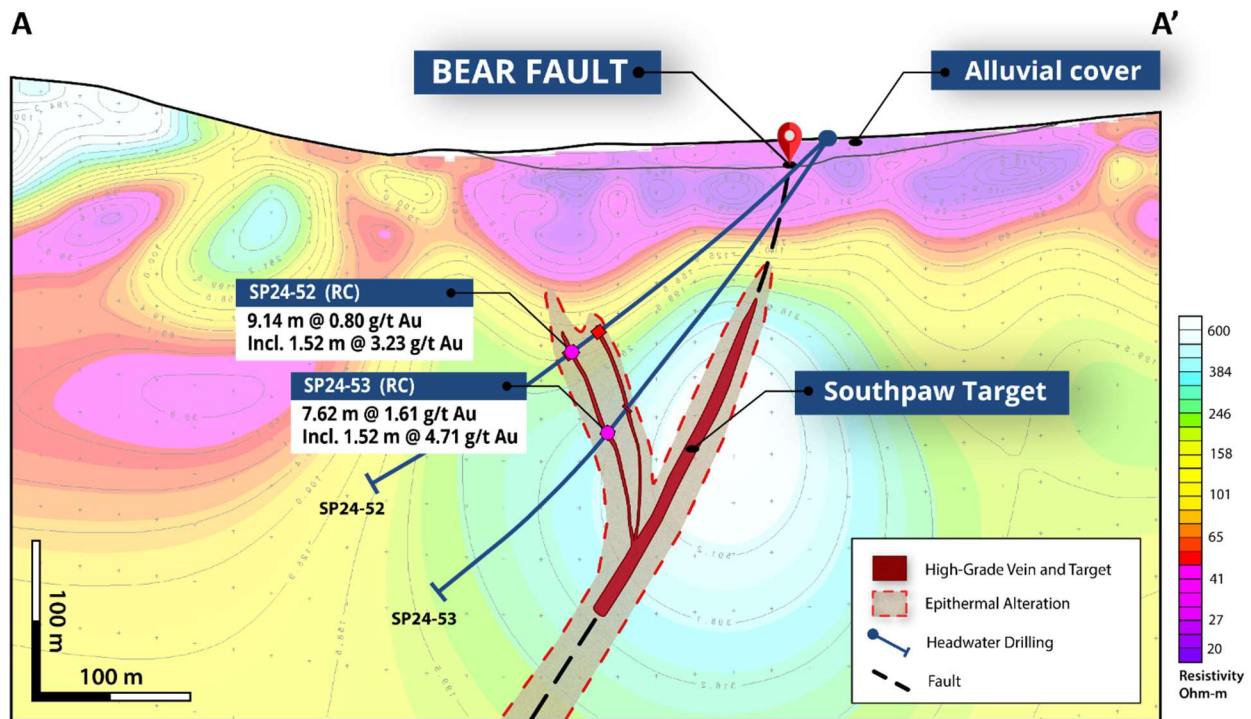 A
A'
BEAR FAULT
Alluvial cover
SP24-52 (RC)
9.14 m @ 0.80 g/t Au
Incl. 1.52 m @ 3.23 g/t Au
SP24-53 (RC)
7.62 m @ 1.61 g/t Au
Incl. 1.52 m @ 4.71 g/t Au
Southpaw Target
SP24-52
SP24-53
100 m
100 m
600
384
246
158
101
65
41
27
20
Resistivity
Ohm-m
High-Grade Vein and Target
Epithermal Alteration
Headwater Drilling
Fault